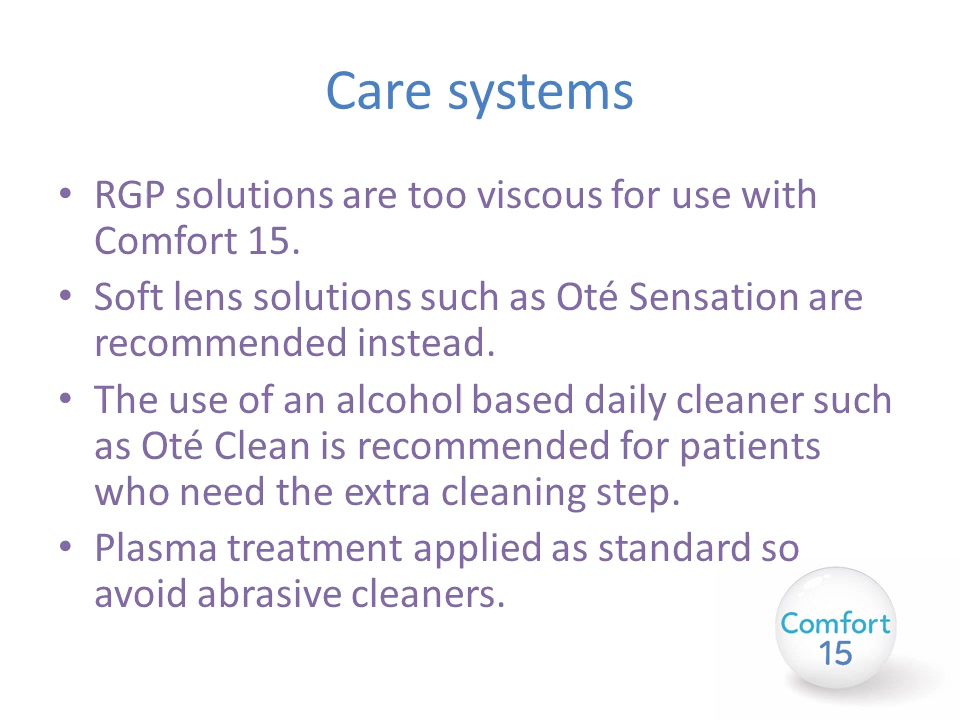 Care systems
• RGP solutions are too viscous for use with
Comfort 15.
• Soft lens solutions such as Oté Sensation are
recommended instead.
• The use of an alcohol based daily cleaner such
as Oté Clean is recommended for patients
who need the extra cleaning step.
• Plasma treatment applied as standard so
avoid abrasive cleaners.
Comfort
15